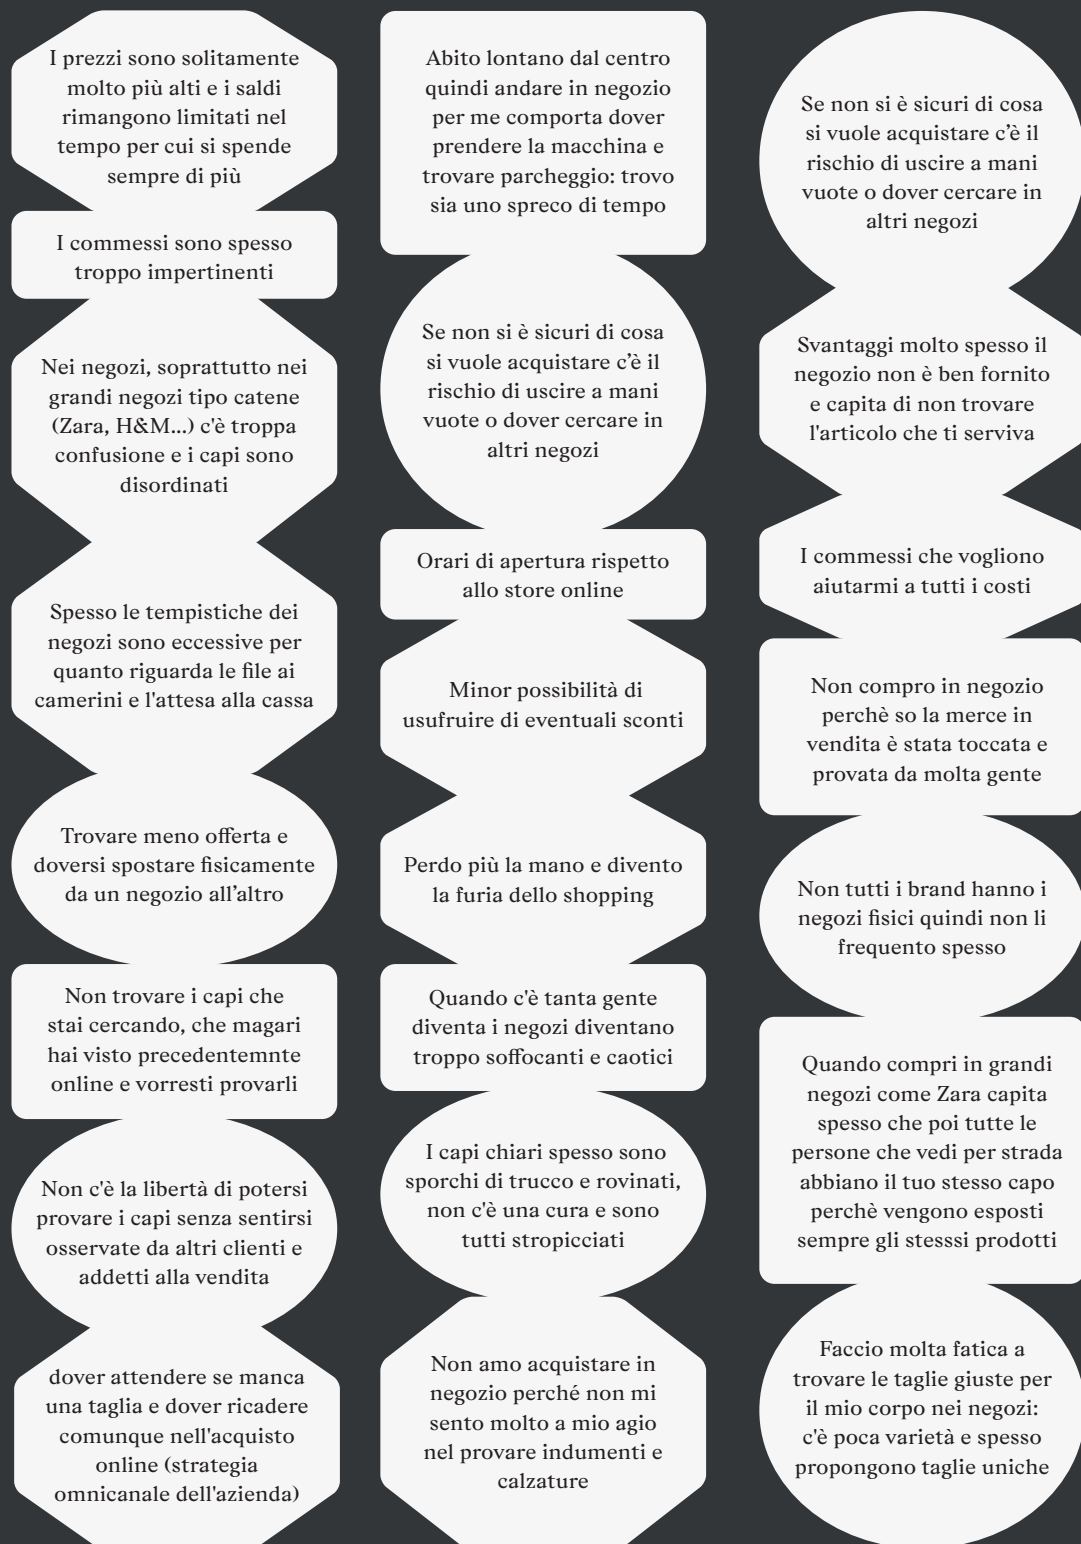 I prezzi sono solitamente
molto più alti e i saldi
rimangono limitati nel
tempo per cui si spende
sempre di più
I commessi sono spesso
troppo impertinenti
Nei negozi, soprattutto nei
grandi negozi tipo catene
(Zara, H&M...) c'è troppa
confusione e i capi sono
disordinati
Spesso le tempistiche dei
negozi sono eccessive per
quanto riguarda le file ai
camerini e l'attesa alla cassa
Trovare meno offerta e
doversi spostare fisicamente
da un negozio all’altro
Non trovare i capi che
stai cercando, che magari
hai visto precedentemnte
online e vorresti provarli
Non c'è la libertà di potersi
provare i capi senza sentirsi
osservate da altri clienti e
addetti alla vendita
dover attendere se manca
una taglia e dover ricadere
comunque nell'acquisto
online (strategia
omnicanale dell'azienda)
Abito lontano dal centro
quindi andare in negozio
per me comporta dover
prendere la macchina e
trovare parcheggio: trovo
sia uno spreco di tempo
Se non si è sicuri di cosa
si vuole acquistare c’è il
rischio di uscire a mani
vuote o dover cercare in
altri negozi
Orari di apertura rispetto
allo store online
Minor possibilità di
usufruire di eventuali sconti
Perdo più la mano e divento
la furia dello shopping
Quando c'è tanta gente
diventa i negozi diventano
troppo soffocanti e caotici
I capi chiari spesso sono
sporchi di trucco e rovinati,
non c'è una cura e sono
tutti stropicciati
Non amo acquistare in
negozio perché non mi
sento molto a mio agio
nel provare indumenti e
calzature
Se non si è sicuri di cosa
si vuole acquistare c’è il
rischio di uscire a mani
vuote o dover cercare in
altri negozi
Svantaggi molto spesso il
negozio non è ben fornito
e capita di non trovare
l'articolo che ti serviva
I commessi che vogliono
aiutarmi a tutti i costi
Non compro in negozio
perchè so la merce in
vendita è stata toccata e
provata da molta gente
Non tutti i brand hanno i
negozi fisici quindi non li
frequento spesso
Quando compri in grandi
negozi come Zara capita
spesso che poi tutte le
persone che vedi per strada
abbiano il tuo stesso capo
perchè vengono esposti
sempre gli stesssi prodotti
Faccio molta fatica a
trovare le taglie giuste per
il mio corpo nei negozi:
c'è poca varietà e spesso
propongono taglie uniche